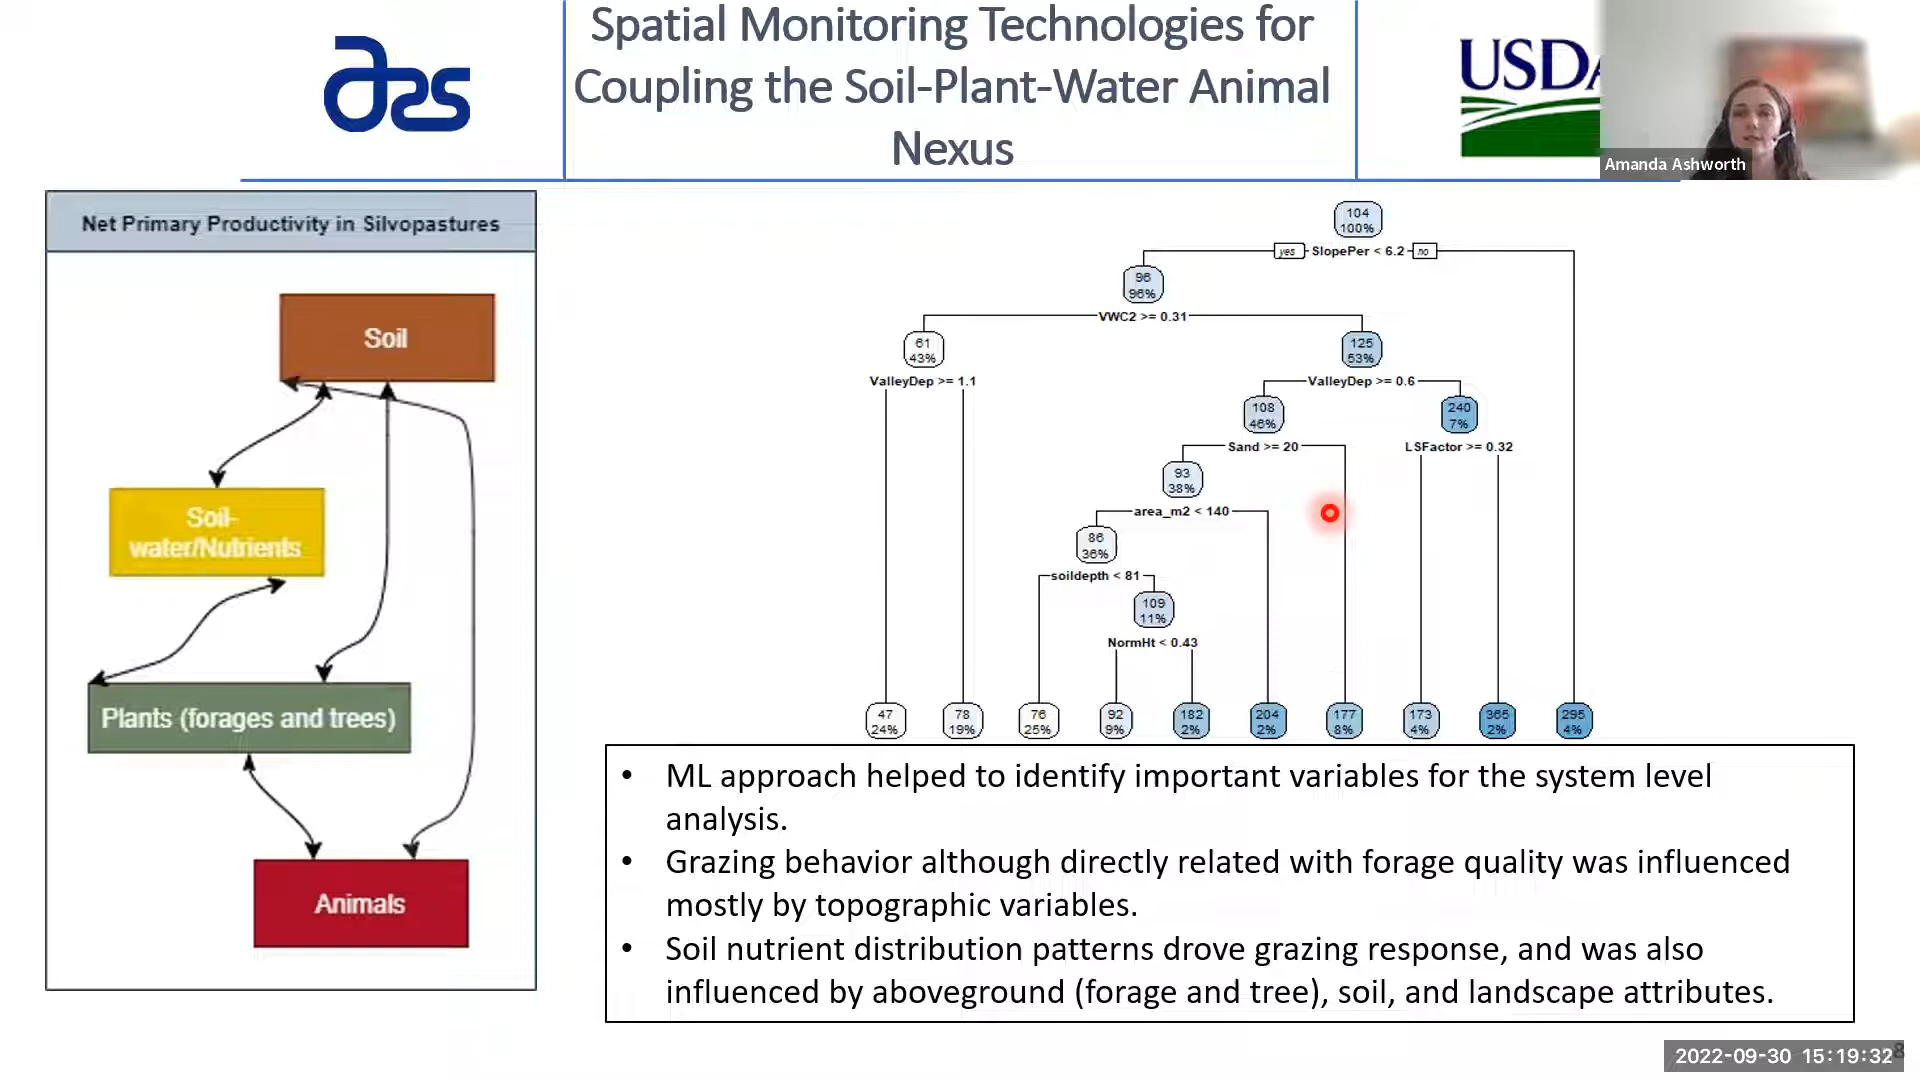 Spatial Monitoring Technologies for
Coupling the Soil-Plant-Water Animal
Nexus
a2s
USDA
Amanda Ashworth
Net Primary Productivity in Silvopastures
Soil
Soil-
water/Nutrients
Plants (forages and trees)
Animals
104
100%
yes SlopePer < 6.2 no
96
96%
VWC2 >= 0.31
61
43%
125
53%
ValleyDep >= 1.1
ValleyDep >= 0.6
108
46%
240
7%
Sand >= 20
LSFactor >= 0.32
93
38%
area_m2 < 140
86
36%
soildepth < 81
109
11%
NormHt < 0.43
47
24%
78
19%
76
25%
92
9%
182
2%
204
2%
177
8%
173
4%
365
2%
295
4%
• ML approach helped to identify important variables for the system level
analysis.
• Grazing behavior although directly related with forage quality was influenced
mostly by topographic variables.
• Soil nutrient distribution patterns drove grazing response, and was also
influenced by aboveground (forage and tree), soil, and landscape attributes.
2022-09-30 15:19:32
8